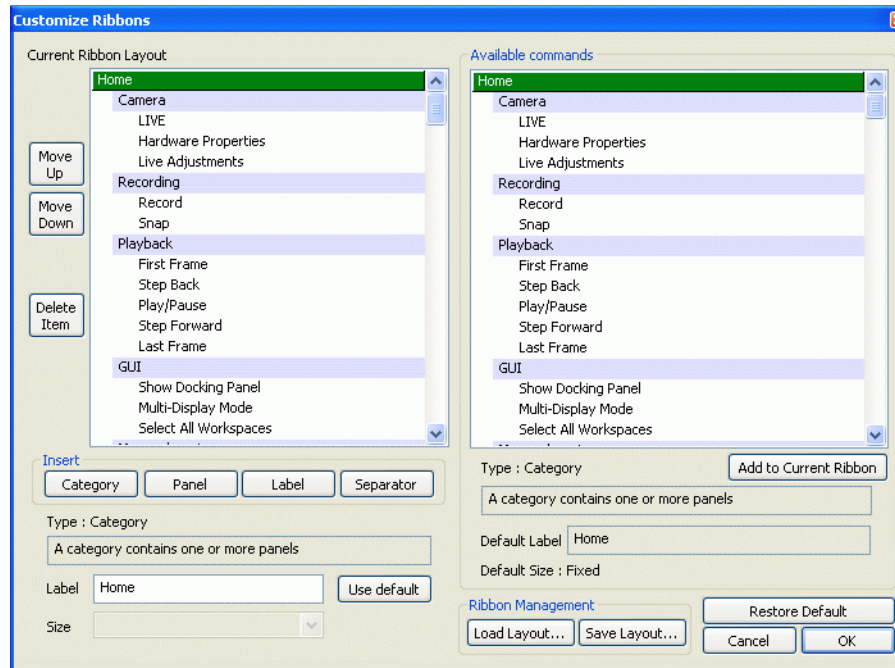 Customize Ribbons
Current Ribbon Layout
Home
Camera
LIVE
Hardware Properties
Live Adjustments
Recording
Record
Snap
Playback
First Frame
Step Back
Play/Pause
Step Forward
Last Frame
GUI
Show Docking Panel
Multi-Display Mode
Select All Workspaces
Move Up
Move Down
Delete Item
Insert
Category Panel Label Separator
Type : Category
A category contains one or more panels
Label Home Use default
Size
Available commands
Home
Camera
LIVE
Hardware Properties
Live Adjustments
Recording
Record
Snap
Playback
First Frame
Step Back
Play/Pause
Step Forward
Last Frame
GUI
Show Docking Panel
Multi-Display Mode
Select All Workspaces
Type : Category Add to Current Ribbon
A category contains one or more panels
Default Label Home
Default Size : Fixed
Ribbon Management
Load Layout... Save Layout...
Restore Default
Cancel OK